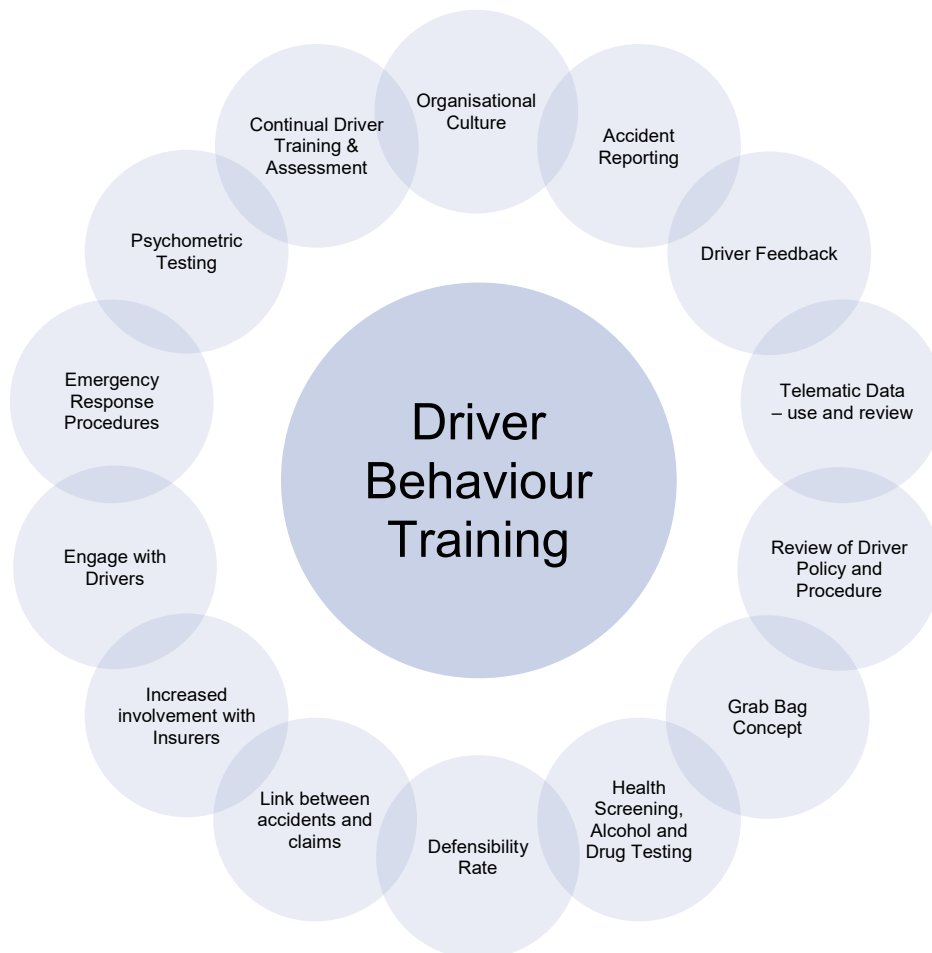 Organisational
Culture
Accident
Reporting
Driver Feedback
Telematic Data
– use and review
Review of Driver
Policy and
Procedure
Grab Bag
Concept
Health
Screening,
Alcohol and
Drug Testing
Defensibility
Rate
Link between
accidents and
claims
Increased
involvement with
Insurers
Engage with
Drivers
Emergency
Response
Procedures
Psychometric
Testing
Continual Driver
Training &
Assessment
Driver
Behaviour
Training